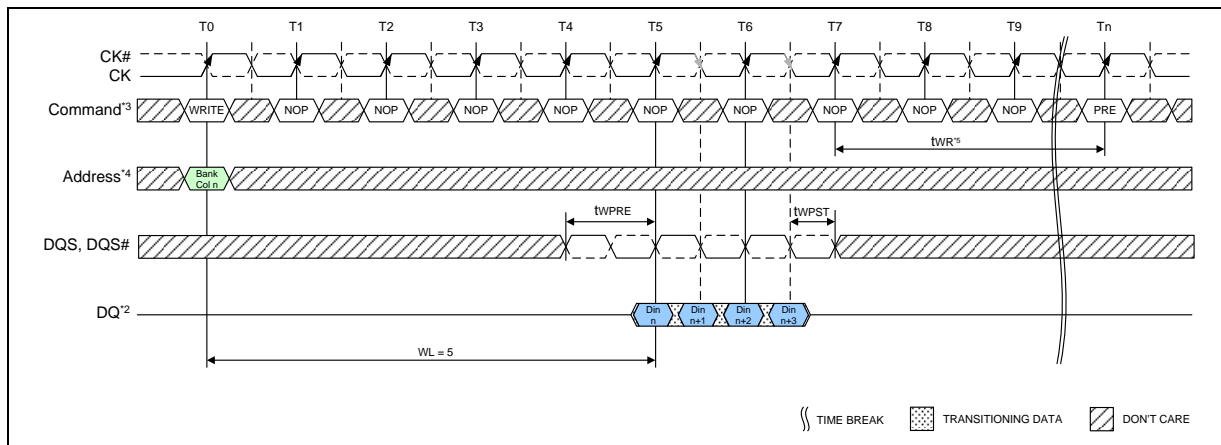 T0 T1 T2 T3 T4 T5 T6 T7 T8 T9 Tn
CK#
CK
Command*3 WRITE NOP NOP NOP NOP NOP NOP NOP NOP NOP PRE
tWR*5
Address*4 Bank
Col n
tWPRE tWPST
DQS, DQS#
DQ*2 Din
n Din
n+1 Din
n+2 Din
n+3
WL = 5
TIME BREAK TRANSITIONING DATA DON'T CARE